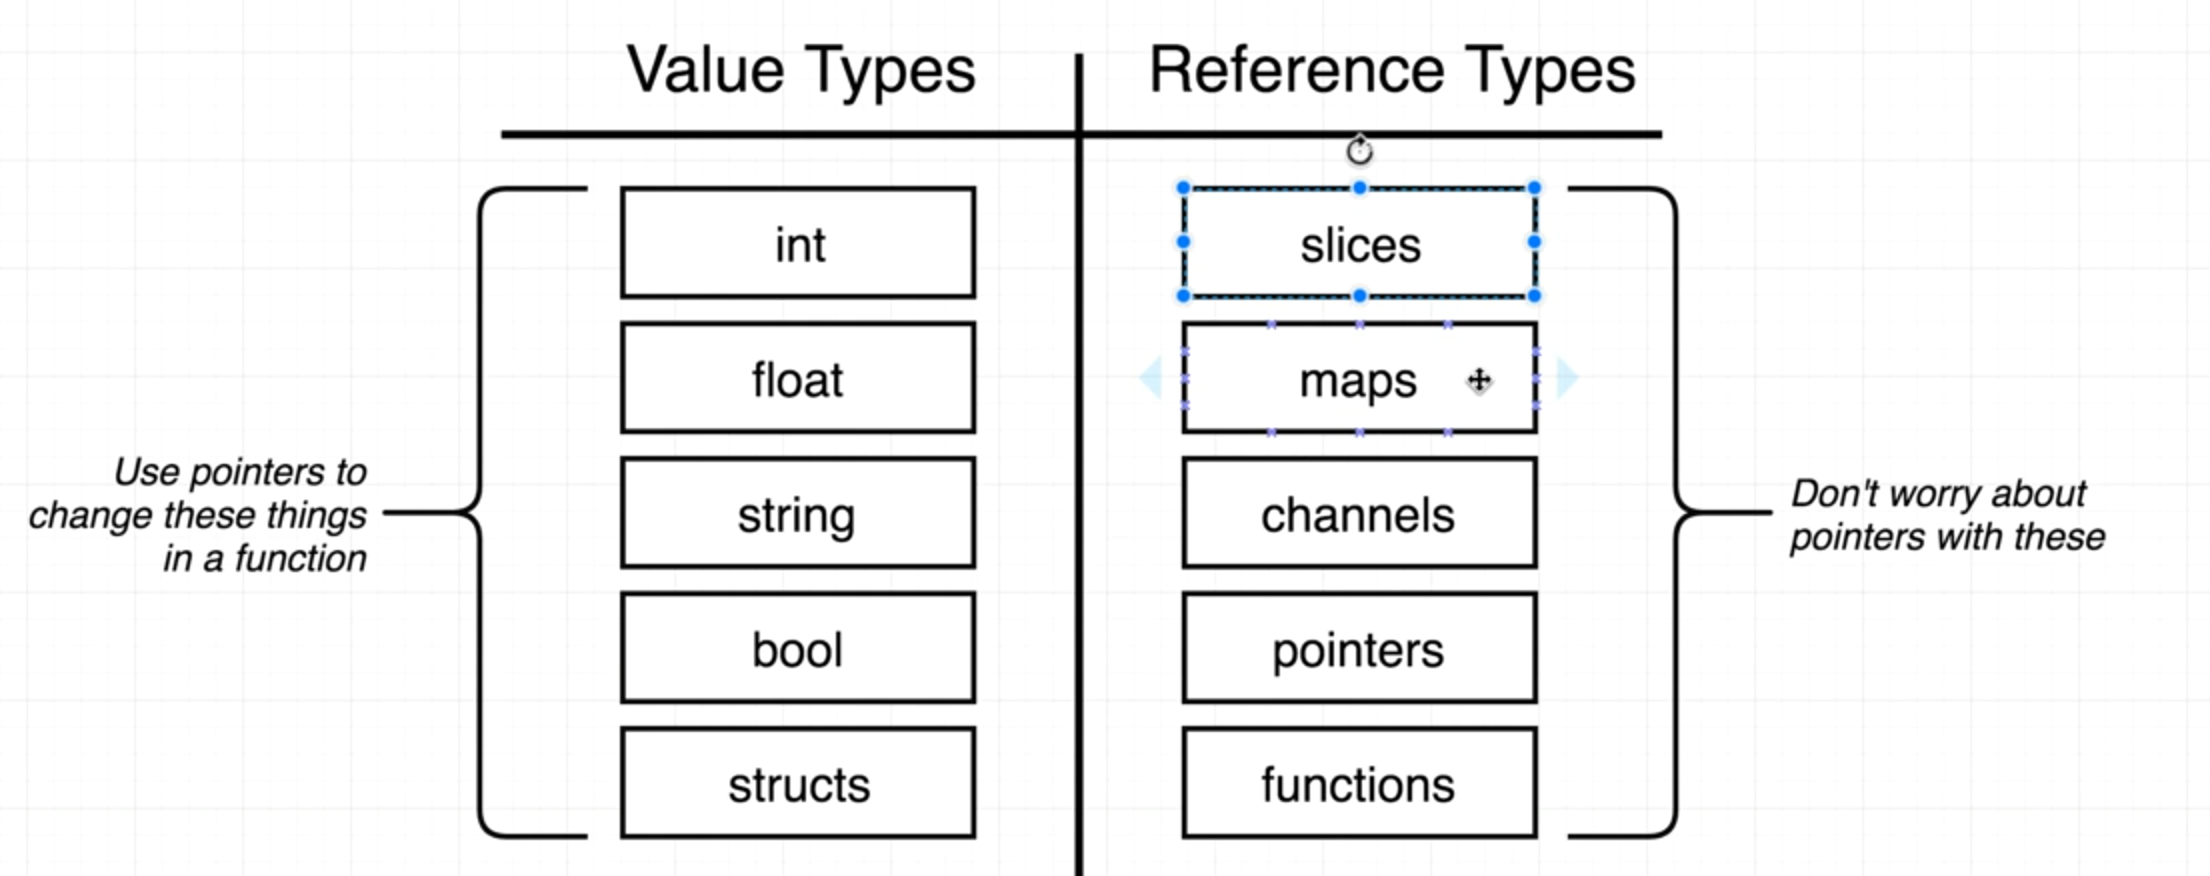 Value Types
Reference Types
int
slices
float
maps
string
channels
bool
pointers
structs
functions
Use pointers to
change these things
in a function
Don't worry about
pointers with these